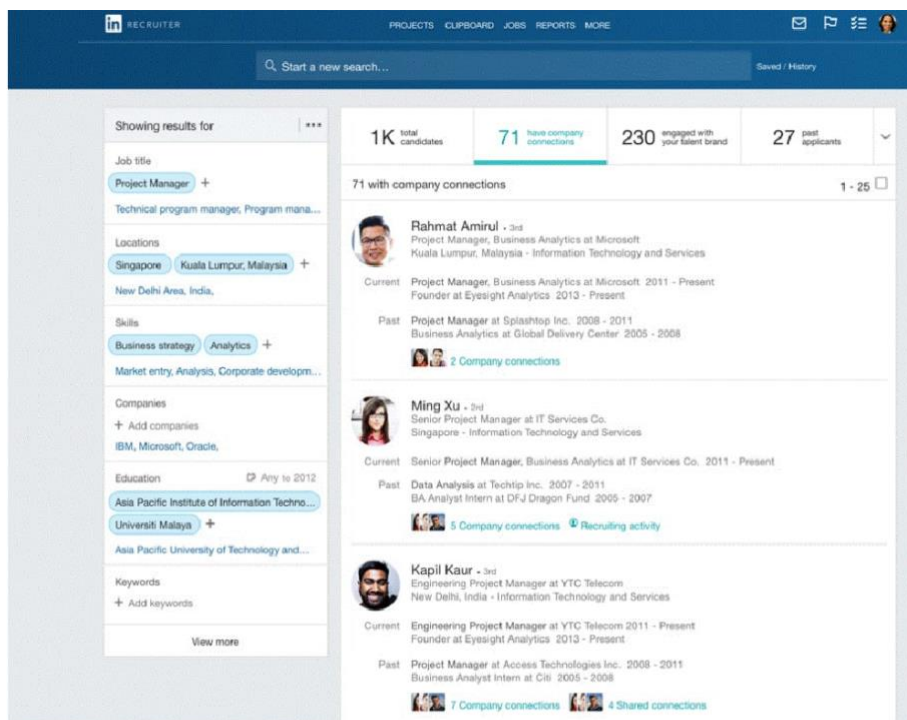 in RECRUITER
PROJECTS CLIPBOARD JOBS REPORTS MORE
Start a new search...
Saved / History
Showing results for
Job title
Project Manager +
Technical program manager, Program mana...
Locations
Singapore Kuala Lumpur, Malaysia +
New Delhi Area, India,
Skills
Business strategy Analytics +
Market entry, Analysis, Corporate developm...
Companies
+ Add companies
IBM, Microsoft, Oracle,
Education Any to 2012
Asia Pacific Institute of Information Techno...
Universiti Malaya +
Asia Pacific University of Technology and...
Keywords
+ Add keywords
View more
1K total candidates
71 have company connections
230 engaged with your talent brand
27 past applicants
71 with company connections 1 - 25
Rahmat Amirul • 3rd
Project Manager, Business Analytics at Microsoft
Kuala Lumpur, Malaysia - Information Technology and Services
Current Project Manager, Business Analytics at Microsoft 2011 - Present
Founder at Eyesight Analytics 2013 - Present
Past Project Manager at Splashtop Inc. 2008 - 2011
Business Analytics at Global Delivery Center 2005 - 2008
2 Company connections
Ming Xu • 3rd
Senior Project Manager at IT Services Co.
Singapore - Information Technology and Services
Current Senior Project Manager, Business Analytics at IT Services Co. 2011 - Present
Past Data Analysis at Techtip Inc. 2007 - 2011
BA Analyst Intern at DFJ Dragon Fund 2005 - 2007
5 Company connections Recruiting activity
Kapil Kaur • 3rd
Engineering Project Manager at YTC Telecom
New Delhi, India - Information Technology and Services
Current Engineering Project Manager at YTC Telecom 2011 - Present
Founder at Eyesight Analytics 2013 - Present
Past Project Manager at Access Technologies Inc. 2008 - 2011
Business Analyst Intern at Citi 2005 - 2008
7 Company connections 4 Shared connections